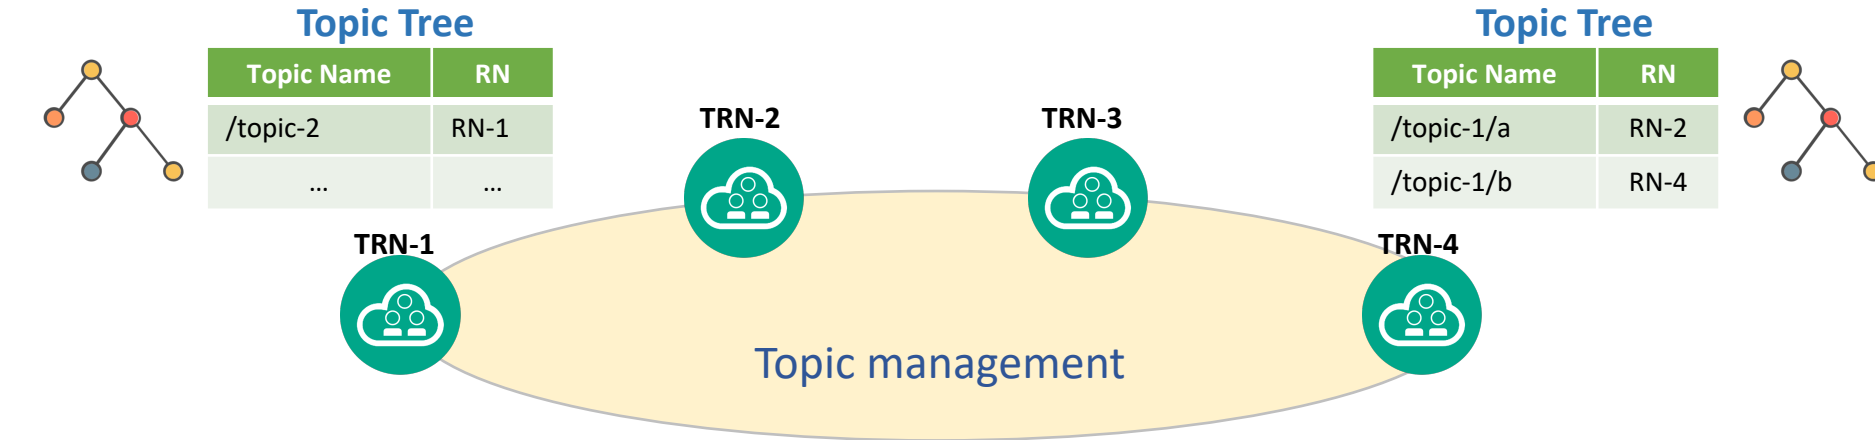 Topic Tree
Topic Name RN
/topic-2 RN-1
... ...
TRN-1
TRN-2
TRN-3
TRN-4
Topic Tree
Topic Name RN
/topic-1/a RN-2
/topic-1/b RN-4
Topic management